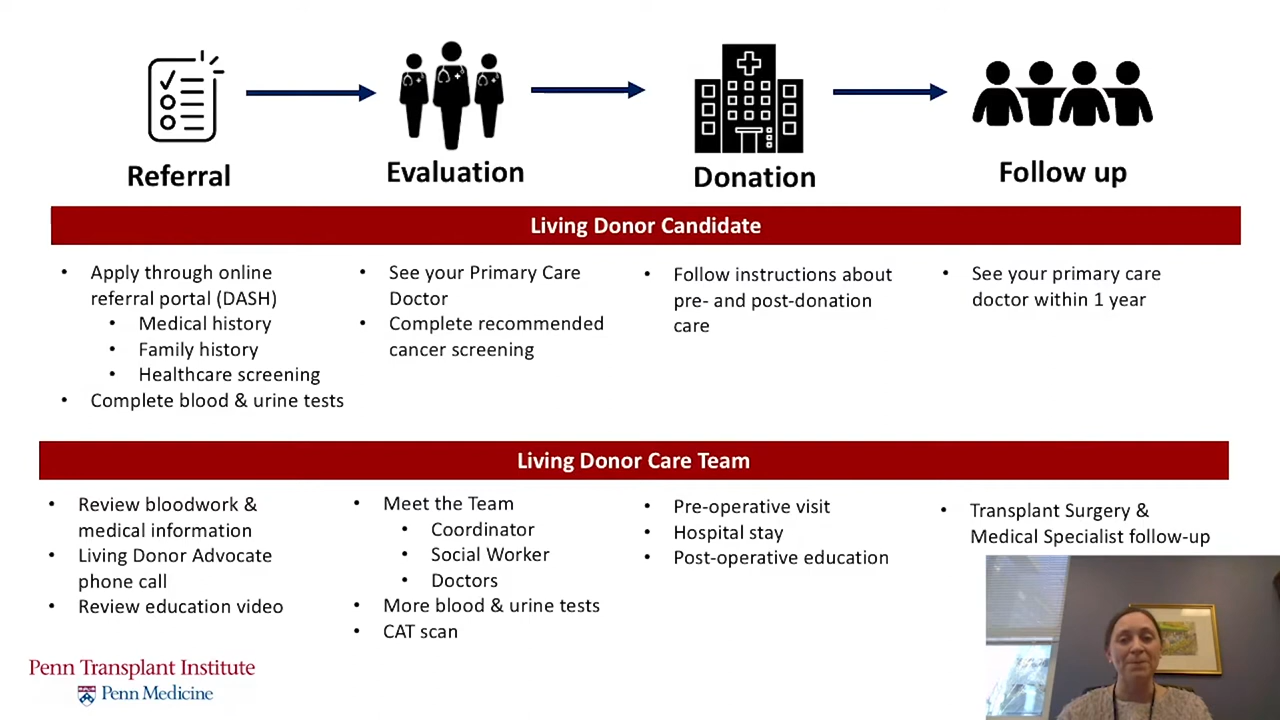 Referral
Evaluation
Donation
Follow up
Living Donor Candidate
• Apply through online
referral portal (DASH)
• Medical history
• Family history
• Healthcare screening
• Complete blood & urine tests
• See your Primary Care
Doctor
• Complete recommended
cancer screening
• Follow instructions about
pre- and post-donation
care
• See your primary care
doctor within 1 year
Living Donor Care Team
• Review bloodwork &
medical information
• Living Donor Advocate
phone call
• Review education video
• Meet the Team
• Coordinator
• Social Worker
• Doctors
• More blood & urine tests
• CAT scan
• Pre-operative visit
• Hospital stay
• Post-operative education
• Transplant Surgery &
Medical Specialist follow-up
Penn Transplant Institute
Penn Medicine